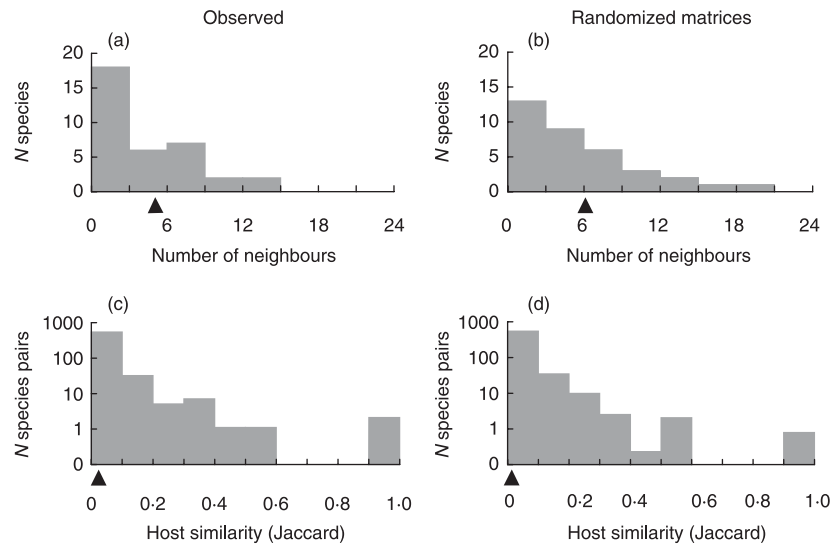 Observed
Randomized matrices
(a)
20
15
10
5
0
N species
0 6 12 18 24
Number of neighbours
(b)
20
15
10
5
0
N species
0 6 12 18 24
Number of neighbours
(c)
1000
100
10
1
0
N species pairs
0 0·2 0·4 0·6 0·8 1·0
Host similarity (Jaccard)
(d)
1000
100
10
1
0
N species pairs
0 0·2 0·4 0·6 0·8 1·0
Host similarity (Jaccard)